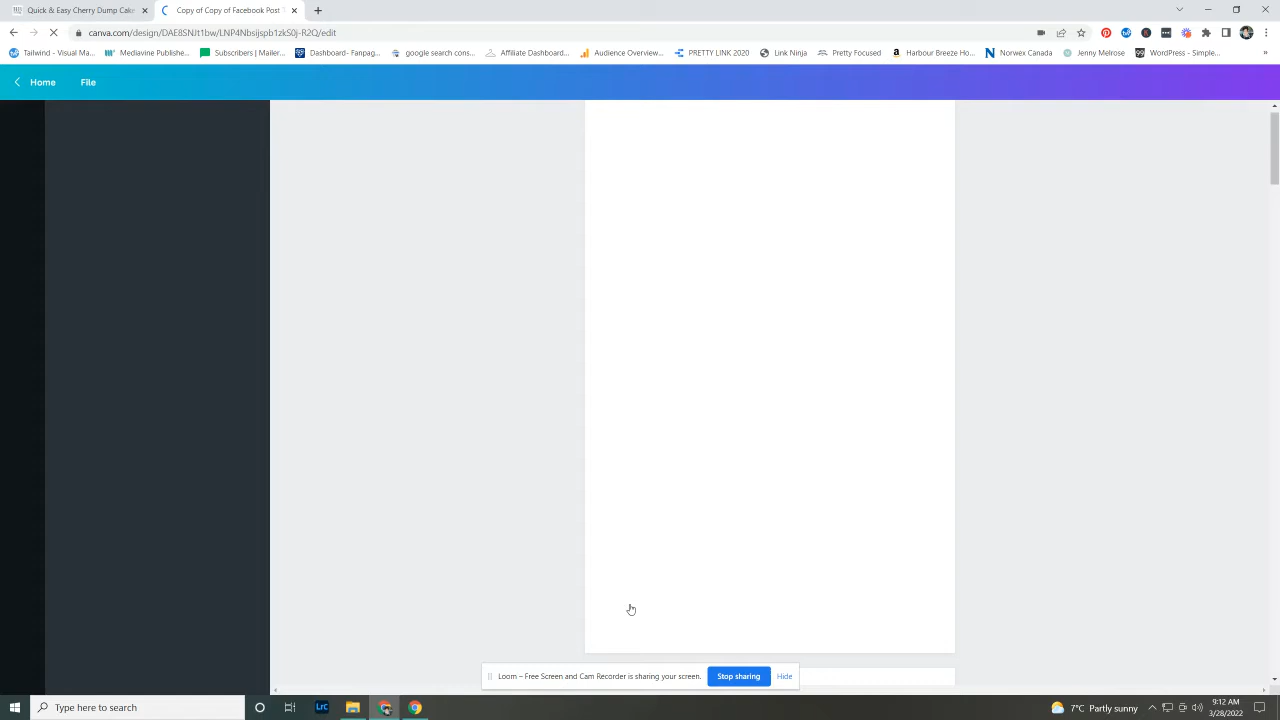 Quick & Easy Cherry Dump Cake
Copy of Copy of Facebook Post T
canva.com/design/DAE8SNJt1bw/LNP4Nbsijspb1zkS0j-R2Q/edit
Tailwind - Visual Ma...
Mediavine Publishe...
Subscribers | Mailer...
Dashboard- Fanpag...
google search cons...
Affiliate Dashboard...
Audience Overview...
PRETTY LINK 2020
Link Ninja
Pretty Focused
Harbour Breeze Ho...
Norwex Canada
Jenny Melrose
WordPress - Simple...
Home
File
Loom – Free Screen and Cam Recorder is sharing your screen.
Stop sharing
Hide
Type here to search
LrC
7°C Partly sunny
9:12 AM
3/28/2022